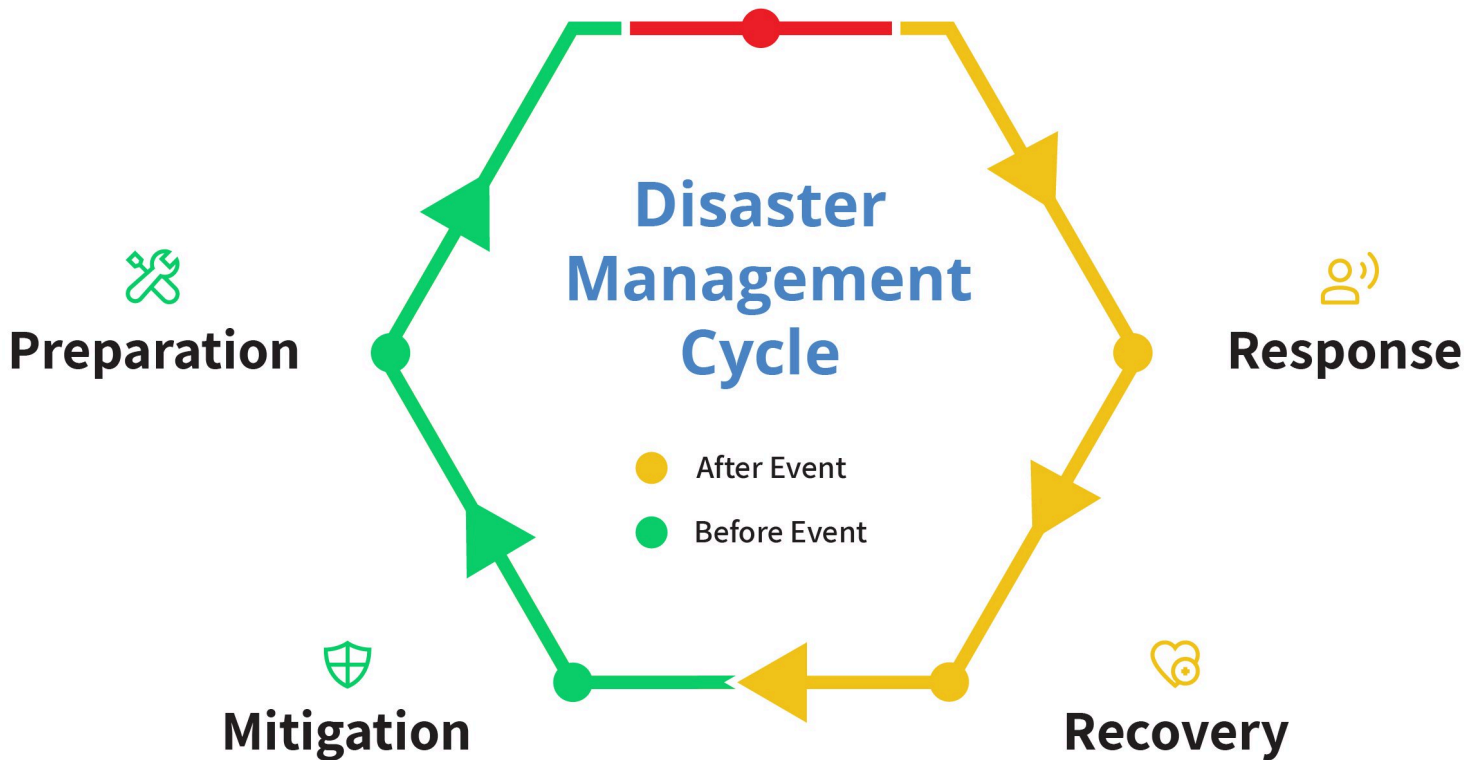 Disaster
Management
Cycle
Preparation
Response
After Event
Before Event
Mitigation
Recovery